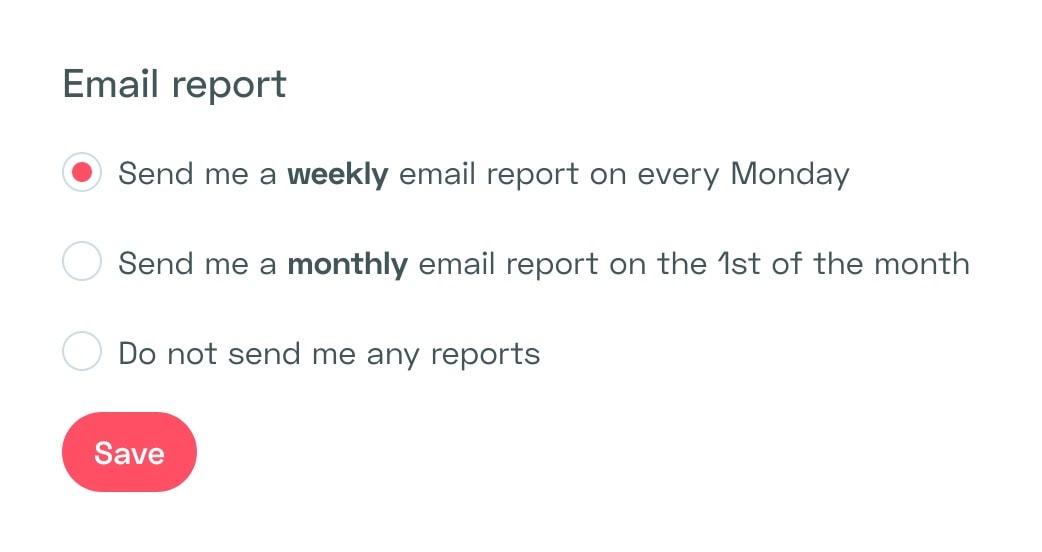 Email report
Send me a weekly email report on every Monday
Send me a monthly email report on the 1st of the month
Do not send me any reports
Save